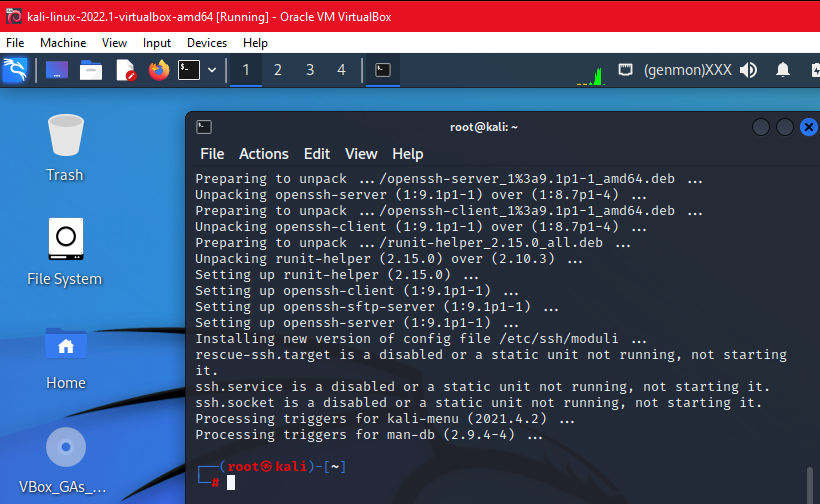 kali-linux-2022.1-virtualbox-amd64 [Running] - Oracle VM VirtualBox
File Machine View Input Devices Help
1 2 3 4 (genmon)XXX
root@kali: ~
File Actions Edit View Help
Trash
File System
Home
VBox_GAs_...
Preparing to unpack .../openssh-server_1%3a9.1p1-1_amd64.deb ...
Unpacking openssh-server (1:9.1p1-1) over (1:8.7p1-4) ...
Preparing to unpack .../openssh-client_1%3a9.1p1-1_amd64.deb ...
Unpacking openssh-client (1:9.1p1-1) over (1:8.7p1-4) ...
Preparing to unpack .../runit-helper_2.15.0_all.deb ...
Unpacking runit-helper (2.15.0) over (2.10.3) ...
Setting up runit-helper (2.15.0) ...
Setting up openssh-client (1:9.1p1-1) ...
Setting up openssh-sftp-server (1:9.1p1-1) ...
Setting up openssh-server (1:9.1p1-1) ...
Installing new version of config file /etc/ssh/moduli ...
rescue-ssh.target is a disabled or a static unit not running, not starting
it.
ssh.service is a disabled or a static unit not running, not starting it.
ssh.socket is a disabled or a static unit not running, not starting it.
Processing triggers for kali-menu (2021.4.2) ...
Processing triggers for man-db (2.9.4-4) ...
┌──(root㉿kali)-[~]
└─#